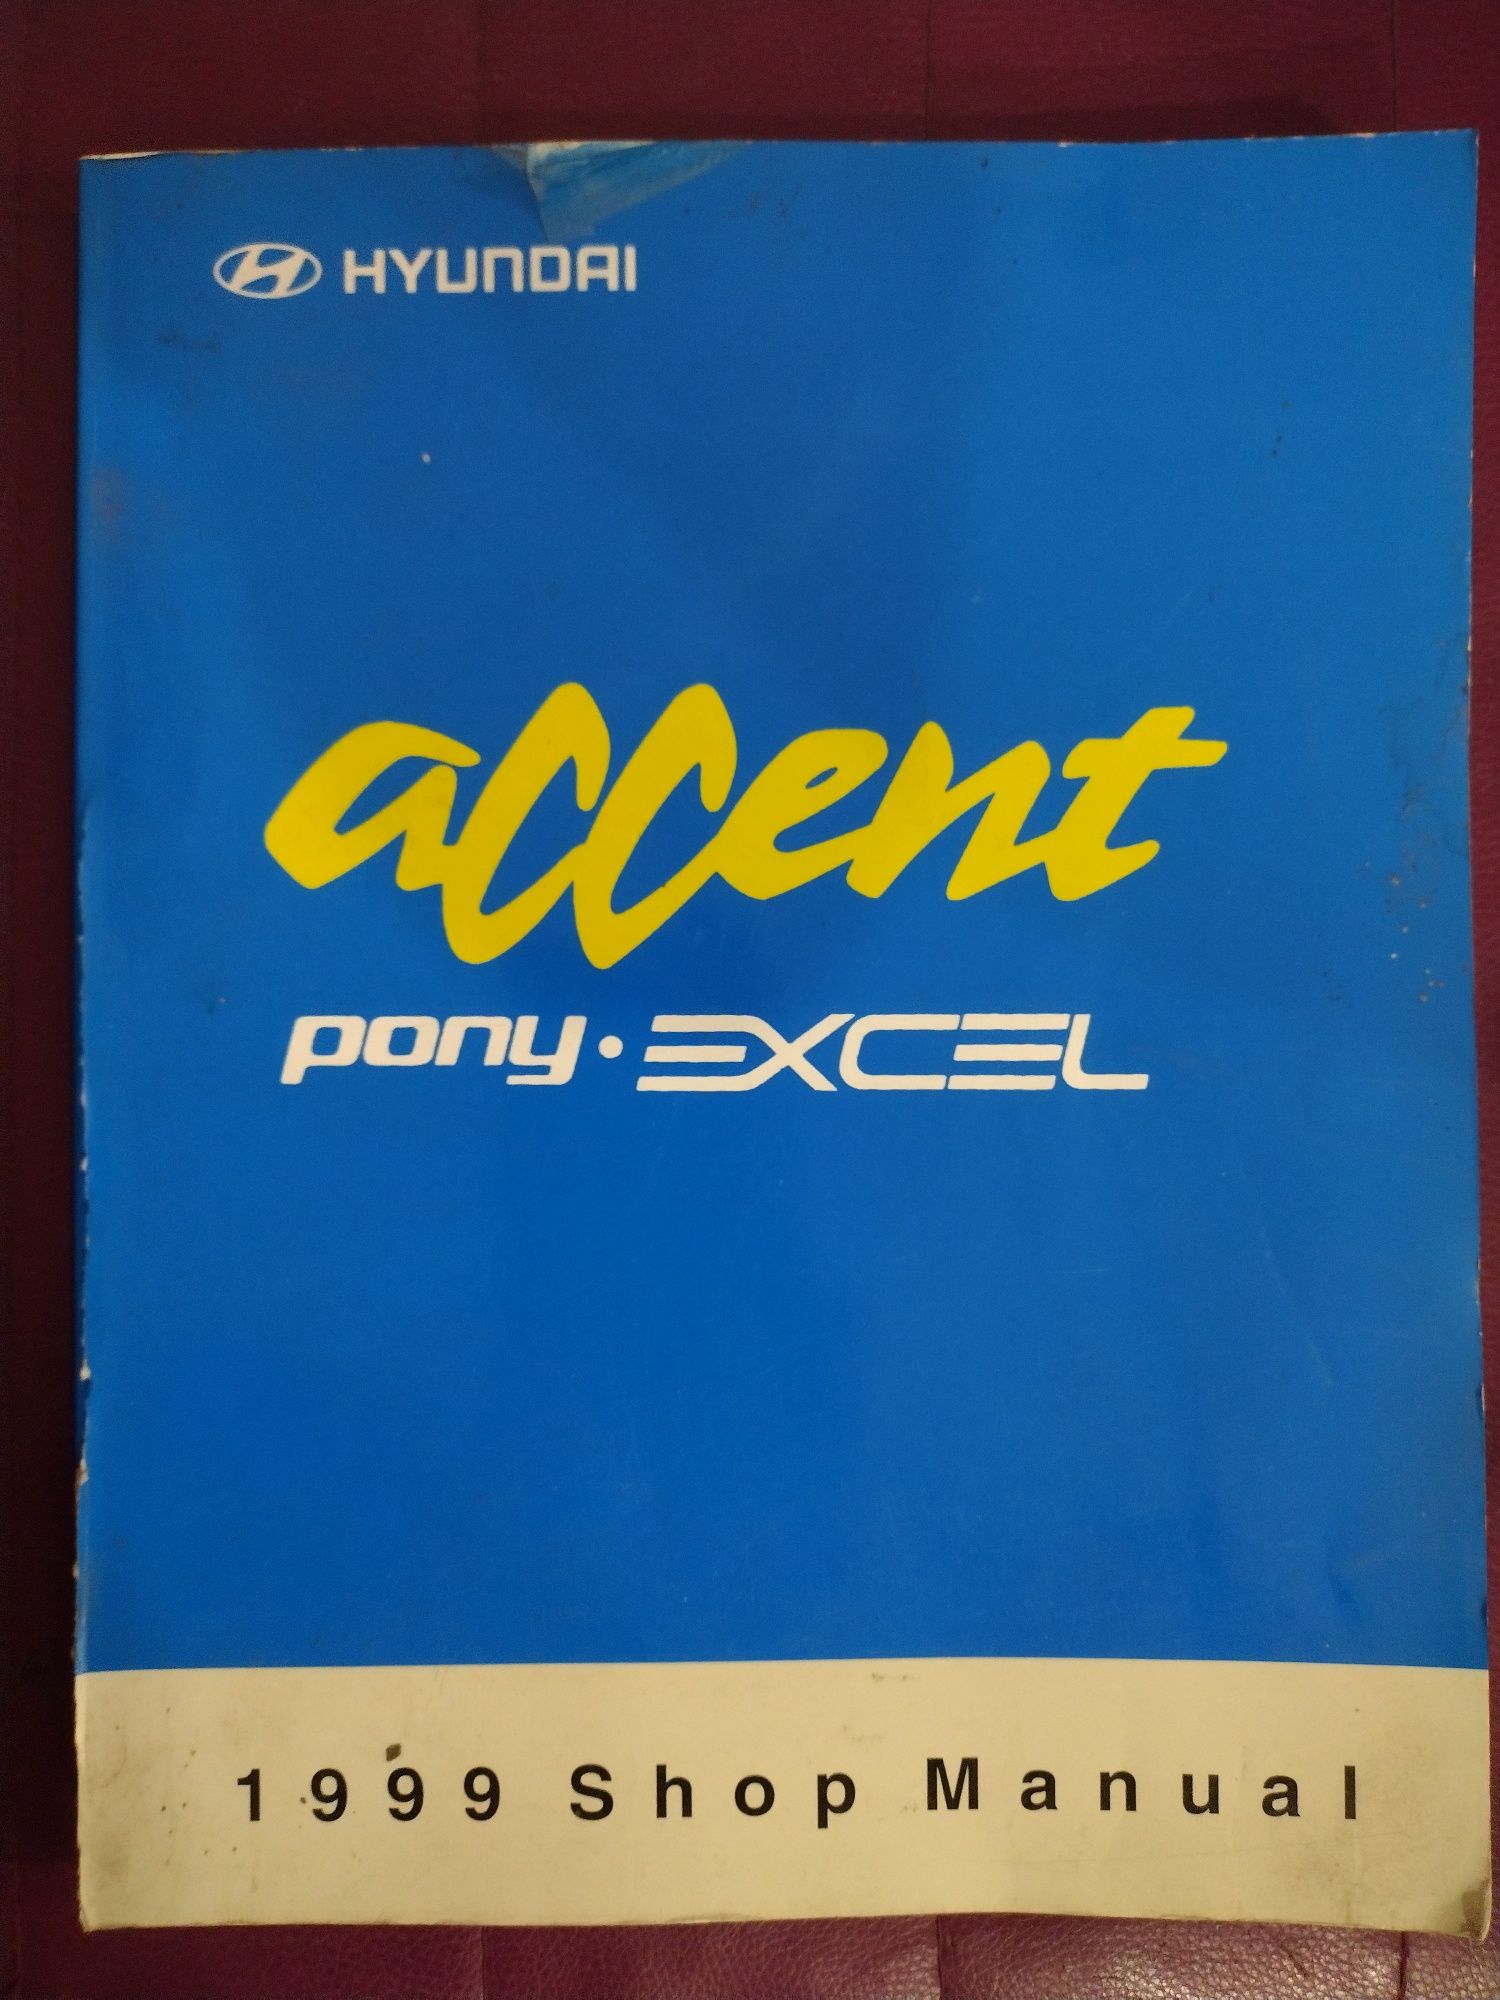 HYUNDAI
accent
pony • EXCEL
1999 Shop Manual